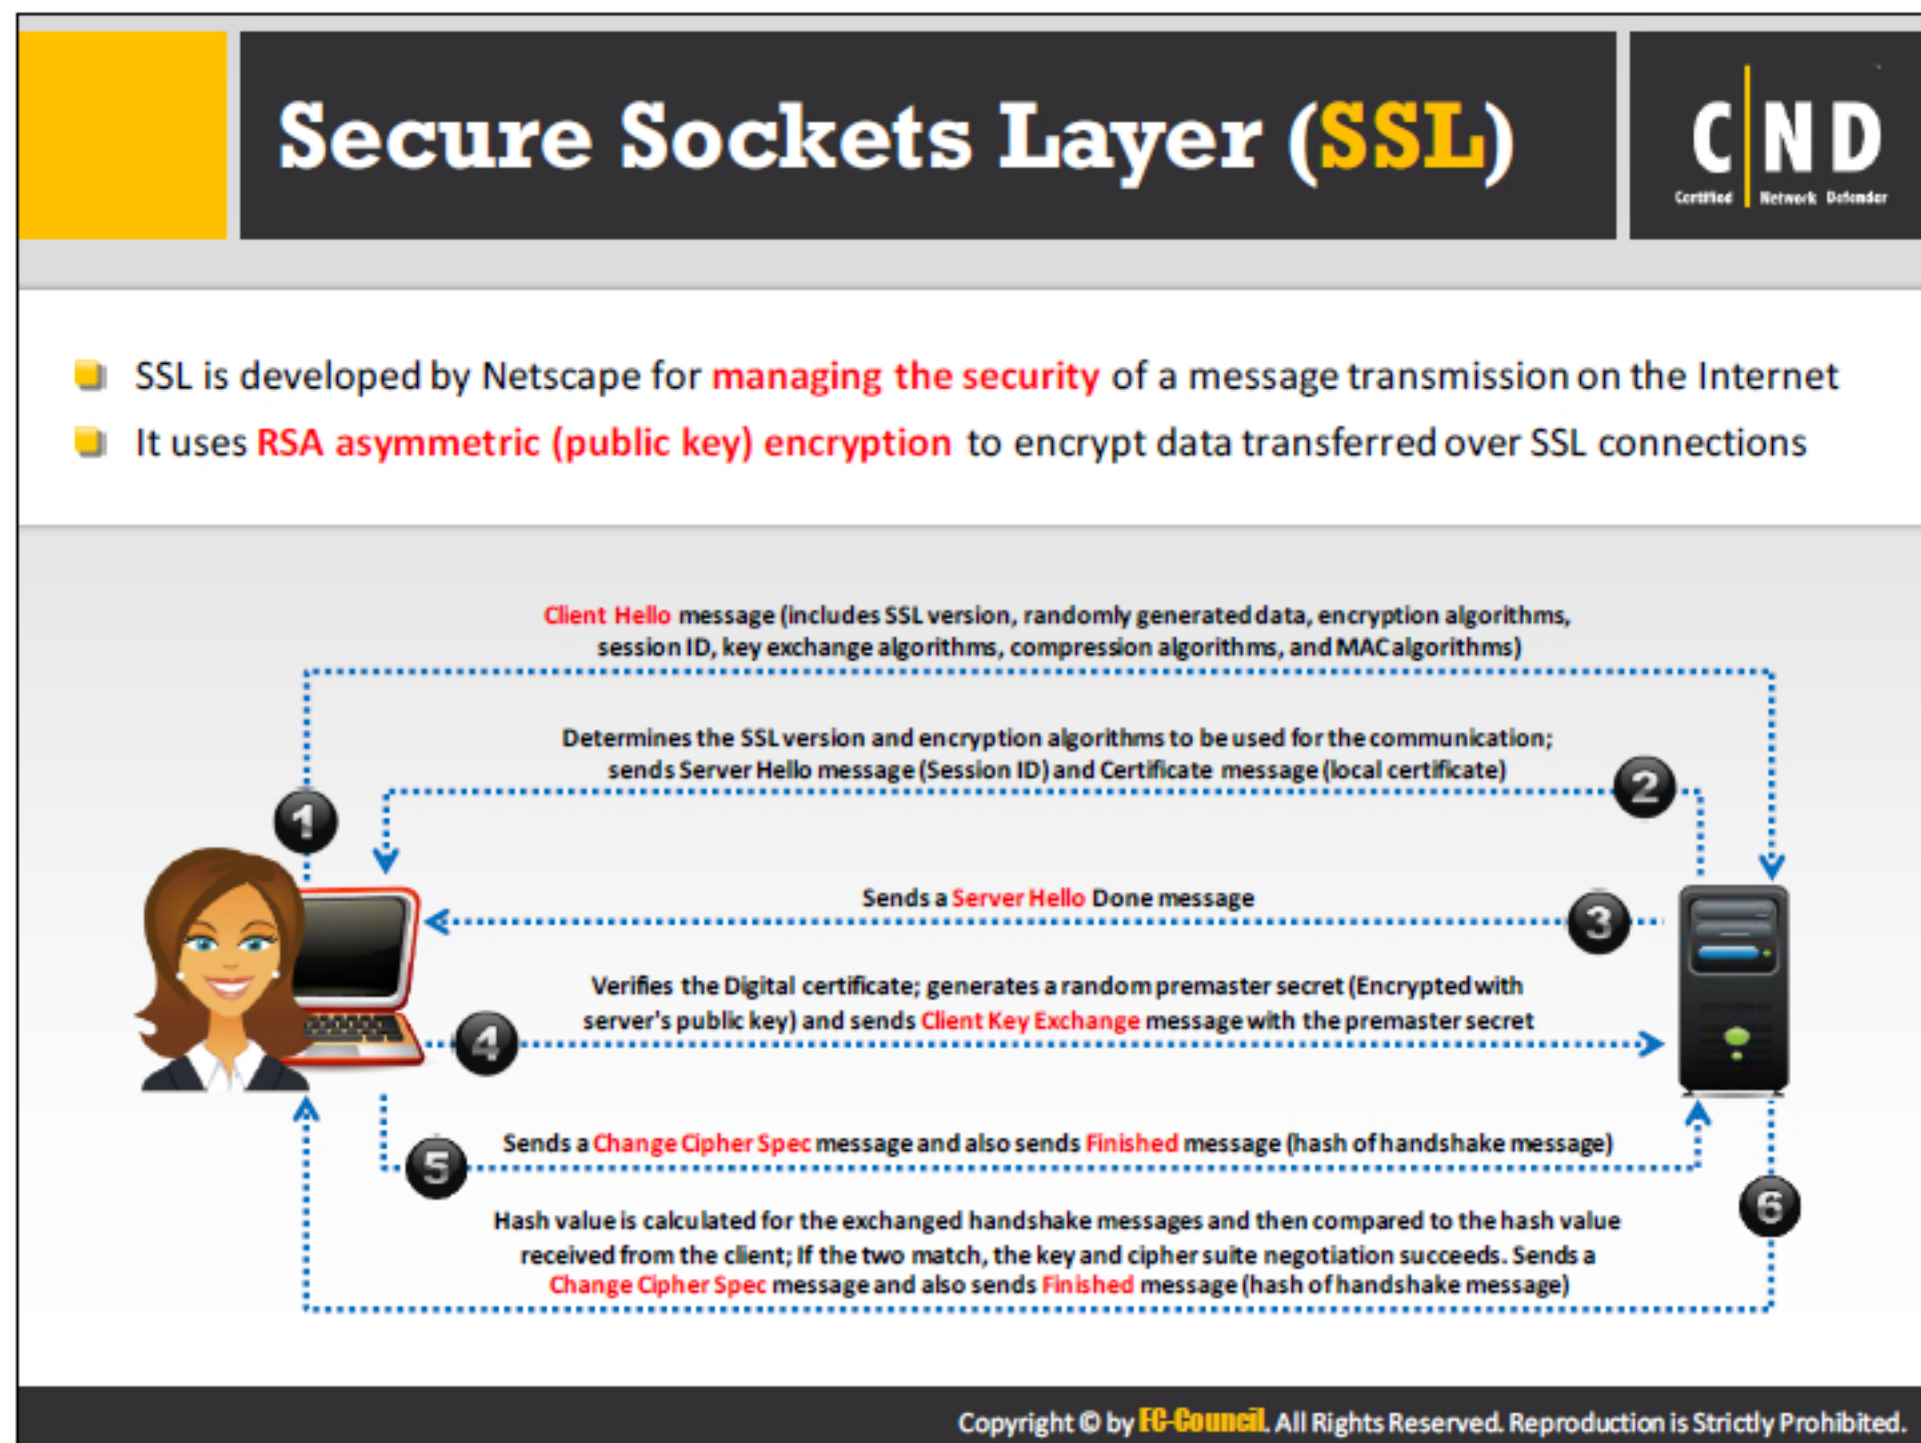 Secure Sockets Layer (SSL)
C ND
Certified Network Defender
SSL is developed by Netscape for managing the security of a message transmission on the Internet
It uses RSA asymmetric (public key) encryption to encrypt data transferred over SSL connections
Client Hello message (includes SSL version, randomly generated data, encryption algorithms,
session ID, key exchange algorithms, compression algorithms, and MAC algorithms)
1
Determines the SSL version and encryption algorithms to be used for the communication;
sends Server Hello message (Session ID) and Certificate message (local certificate)
2
Sends a Server Hello Done message
3
Verifies the Digital certificate; generates a random premaster secret (Encrypted with
server's public key) and sends Client Key Exchange message with the premaster secret
4
Sends a Change Cipher Spec message and also sends Finished message (hash of handshake message)
5
Hash value is calculated for the exchanged handshake messages and then compared to the hash value
received from the client; If the two match, the key and cipher suite negotiation succeeds. Sends a
Change Cipher Spec message and also sends Finished message (hash of handshake message)
6
Copyright © by EC-Council. All Rights Reserved. Reproduction is Strictly Prohibited.